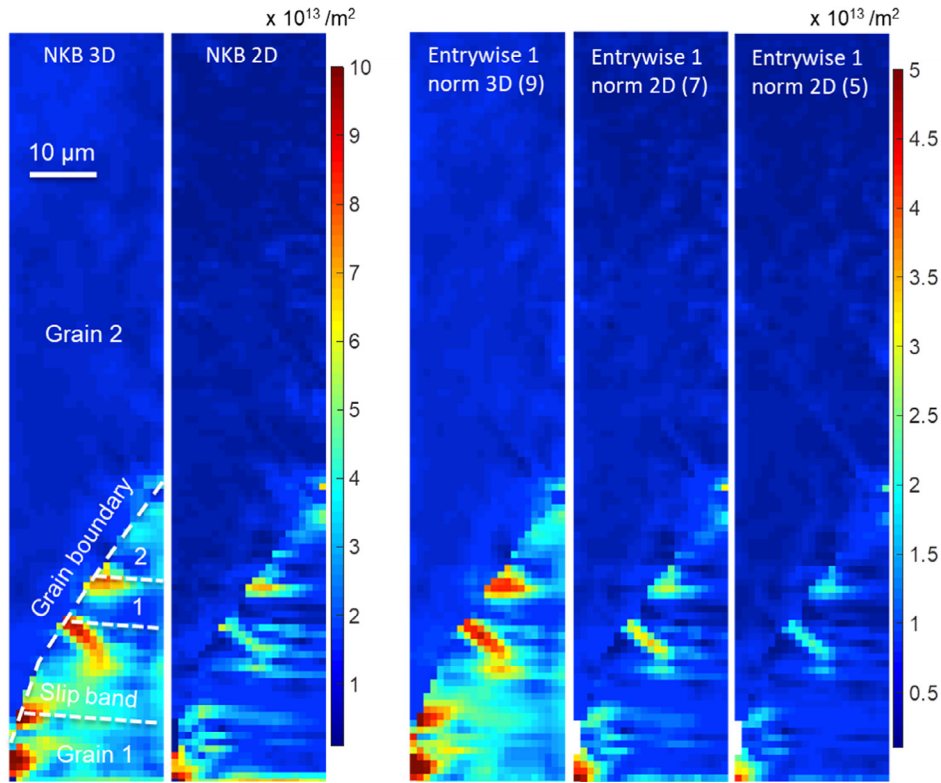 x 10¹³ /m²
x 10¹³ /m²
NKB 3D
NKB 2D
Entrywise 1
norm 3D (9)
Entrywise 1
norm 2D (7)
Entrywise 1
norm 2D (5)
10 µm
Grain 2
Grain boundary
2
1
Slip band
Grain 1
10
9
8
7
6
5
4
3
2
1
5
4.5
4
3.5
3
2.5
2
1.5
1
0.5